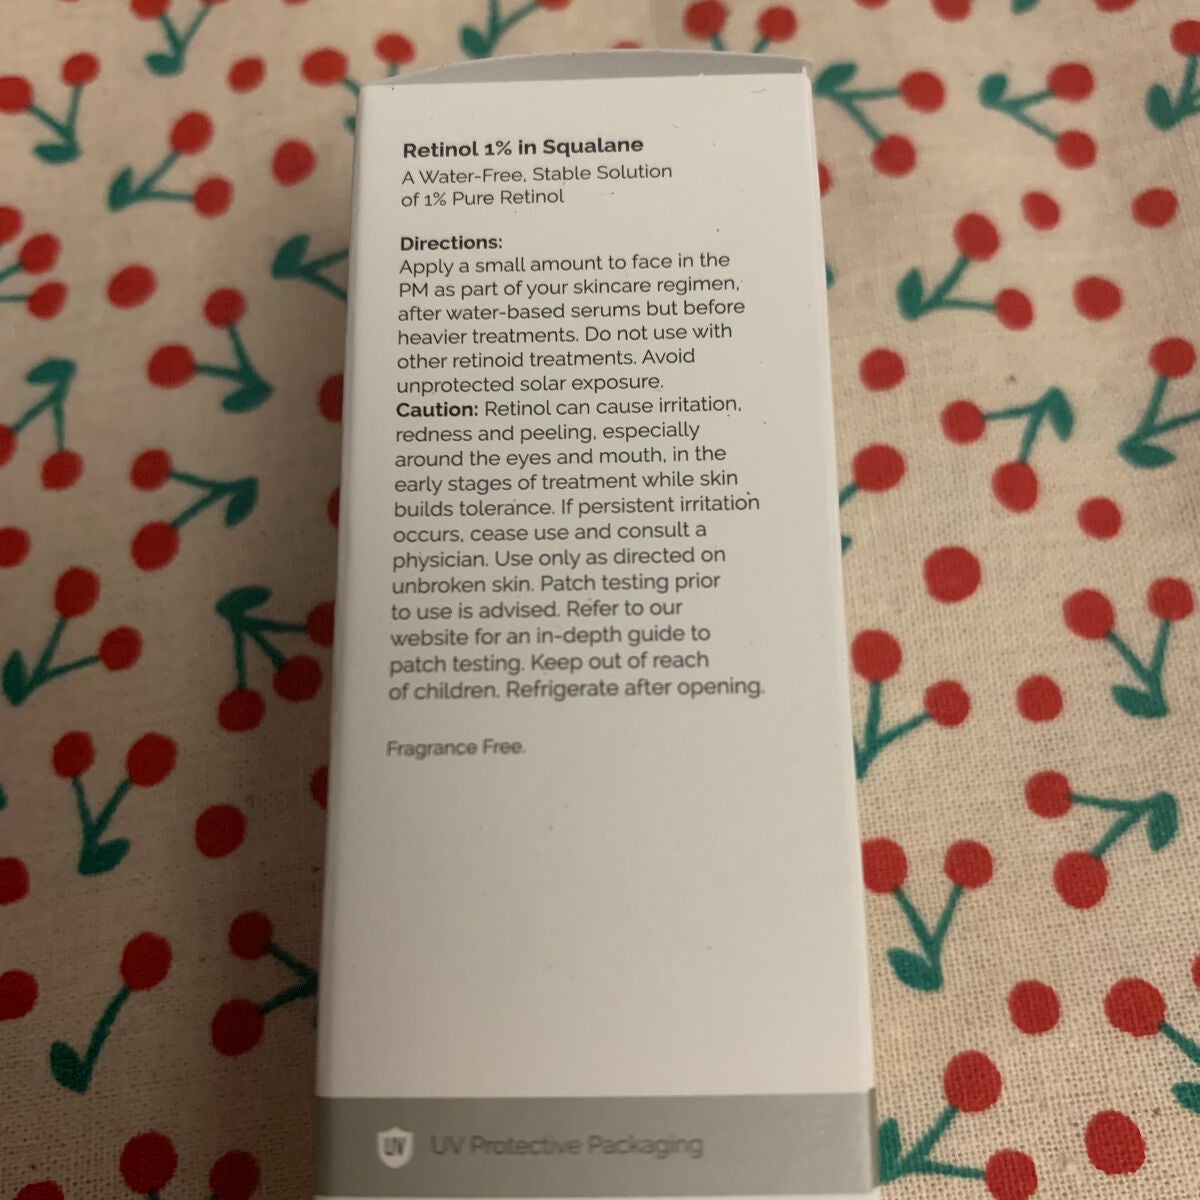 Retinol 1% in Squalane
A Water-Free, Stable Solution
of 1% Pure Retinol
Directions:
Apply a small amount to face in the
PM as part of your skincare regimen,
after water-based serums but before
heavier treatments. Do not use with
other retinoid treatments. Avoid
unprotected solar exposure.
Caution: Retinol can cause irritation,
redness and peeling, especially
around the eyes and mouth, in the
early stages of treatment while skin
builds tolerance. If persistent irritation
occurs, cease use and consult a
physician. Use only as directed on
unbroken skin. Patch testing prior
to use is advised. Refer to our
website for an in-depth guide to
patch testing. Keep out of reach
of children. Refrigerate after opening.
Fragrance Free.
UV UV Protective Packaging